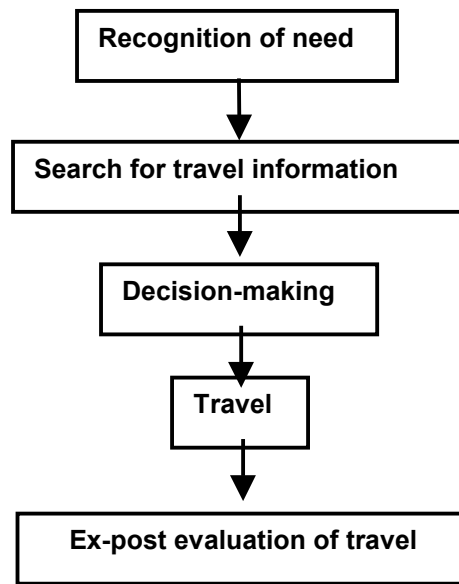 Recognition of need
Search for travel information
Decision-making
Travel
Ex-post evaluation of travel